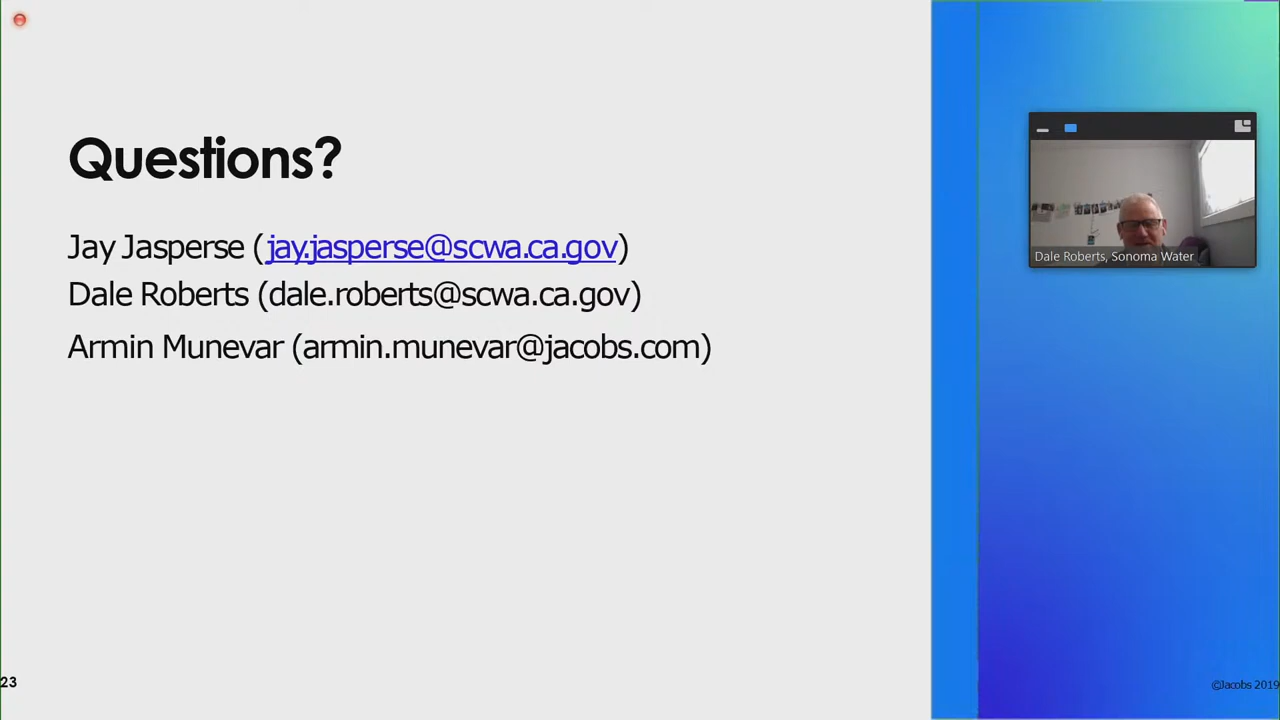 Questions?
Jay Jasperse (jay.jasperse@scwa.ca.gov)
Dale Roberts (dale.roberts@scwa.ca.gov)
Armin Munevar (armin.munevar@jacobs.com)
Dale Roberts, Sonoma Water
23
©Jacobs 2019